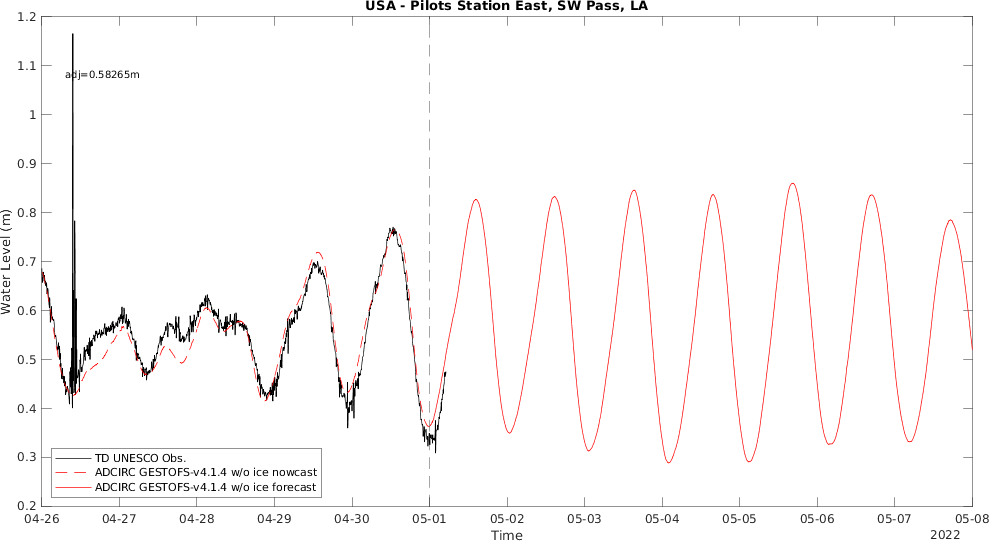 USA - Pilots Station East, SW Pass, LA
1.2
1.1
adj=0.58265m
1
0.9
0.8
0.7
0.6
0.5
0.4
0.3
0.2
Water Level (m)
TD UNESCO Obs.
ADCIRC GESTOFS-v4.1.4 w/o ice nowcast
ADCIRC GESTOFS-v4.1.4 w/o ice forecast
04-26 04-27 04-28 04-29 04-30 05-01 05-02 05-03 05-04 05-05 05-06 05-07 05-08
Time
2022